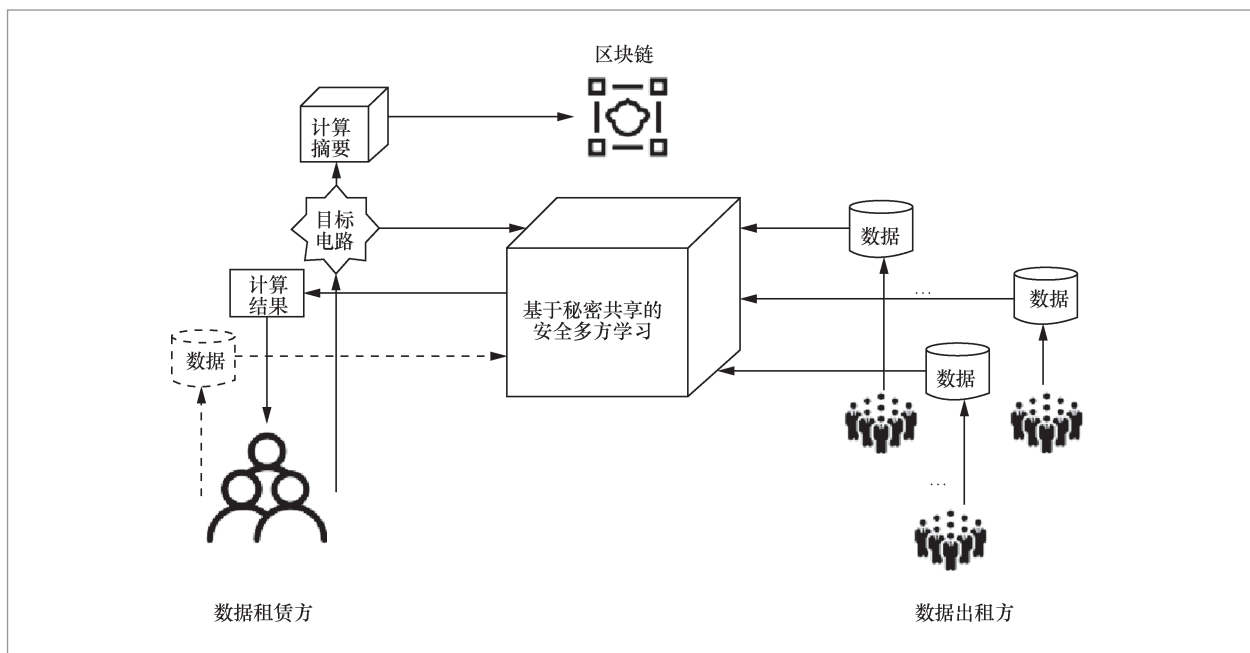 区块链
计算
摘要
目标
电路
数据
计算
结果
基于秘密共享的
安全多方学习
...
数据
数据
数据
...
数据租赁方
数据出租方